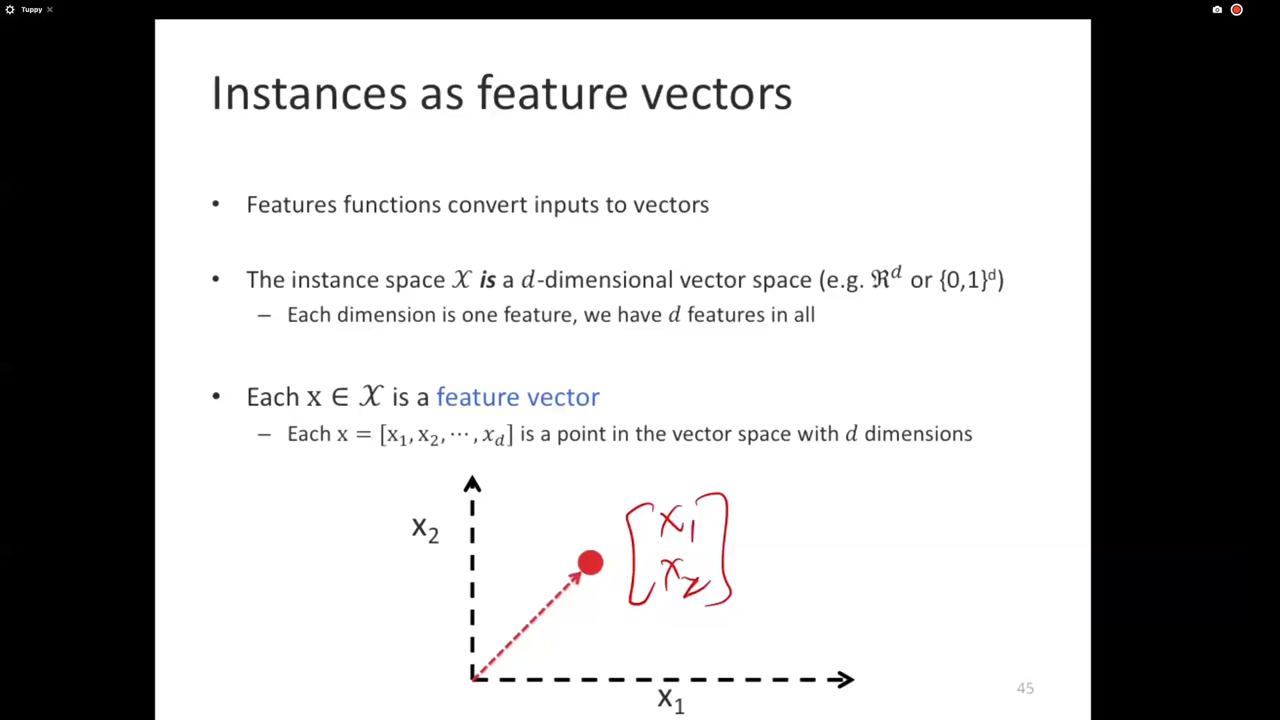 Tuppy
Instances as feature vectors
• Features functions convert inputs to vectors
• The instance space 𝒳 is a d-dimensional vector space (e.g. ℜᵈ or {0,1}ᵈ)
– Each dimension is one feature, we have d features in all
• Each x ∈ 𝒳 is a feature vector
– Each x = [x₁, x₂, ⋯ , x_d] is a point in the vector space with d dimensions
x₁
x₂
x₂
x₁
45